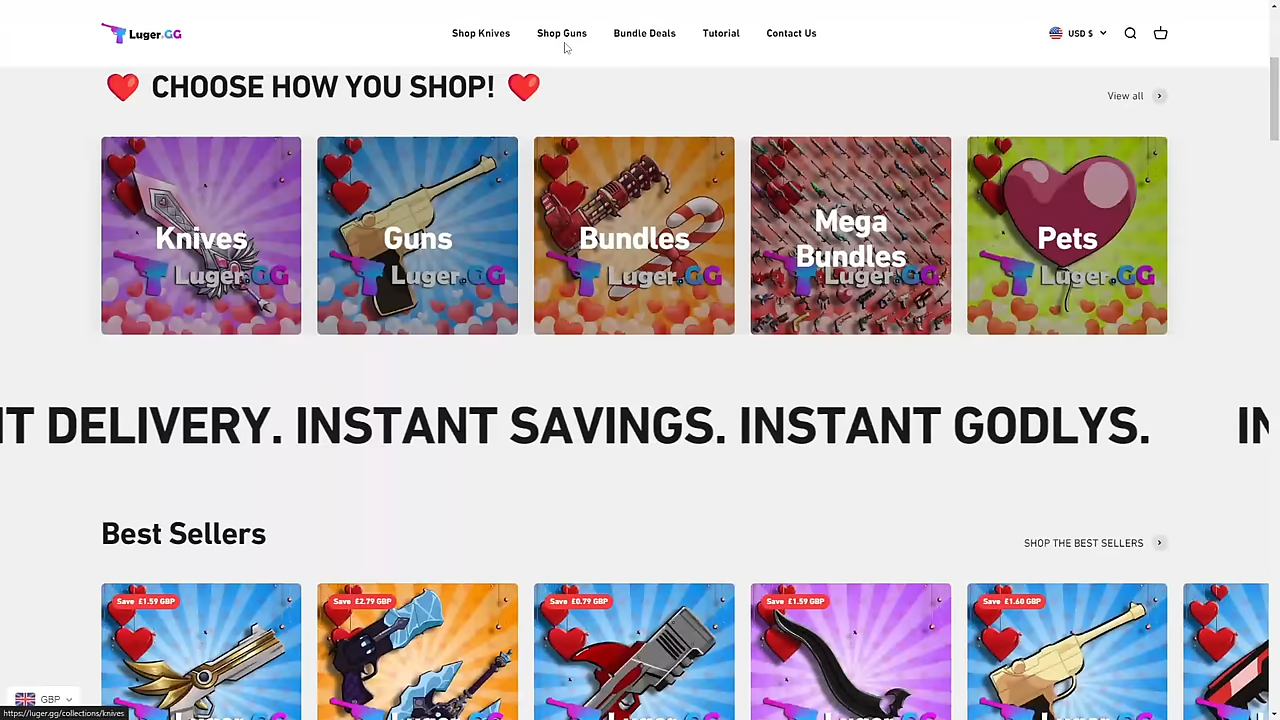 Luger.GG
Shop Knives
Shop Guns
Bundle Deals
Tutorial
Contact Us
USD $
CHOOSE HOW YOU SHOP!
View all
Knives
Luger.GG
Guns
Luger.GG
Bundles
Luger.GG
Mega
Bundles
Luger.GG
Pets
Luger.GG
IT DELIVERY. INSTANT SAVINGS. INSTANT GODLYS.
IN
Best Sellers
SHOP THE BEST SELLERS
Save £1.59 GBP
Save £2.79 GBP
Save £0.79 GBP
Save £1.59 GBP
Save £1.60 GBP
GBP
https://luger.gg/collections/knives